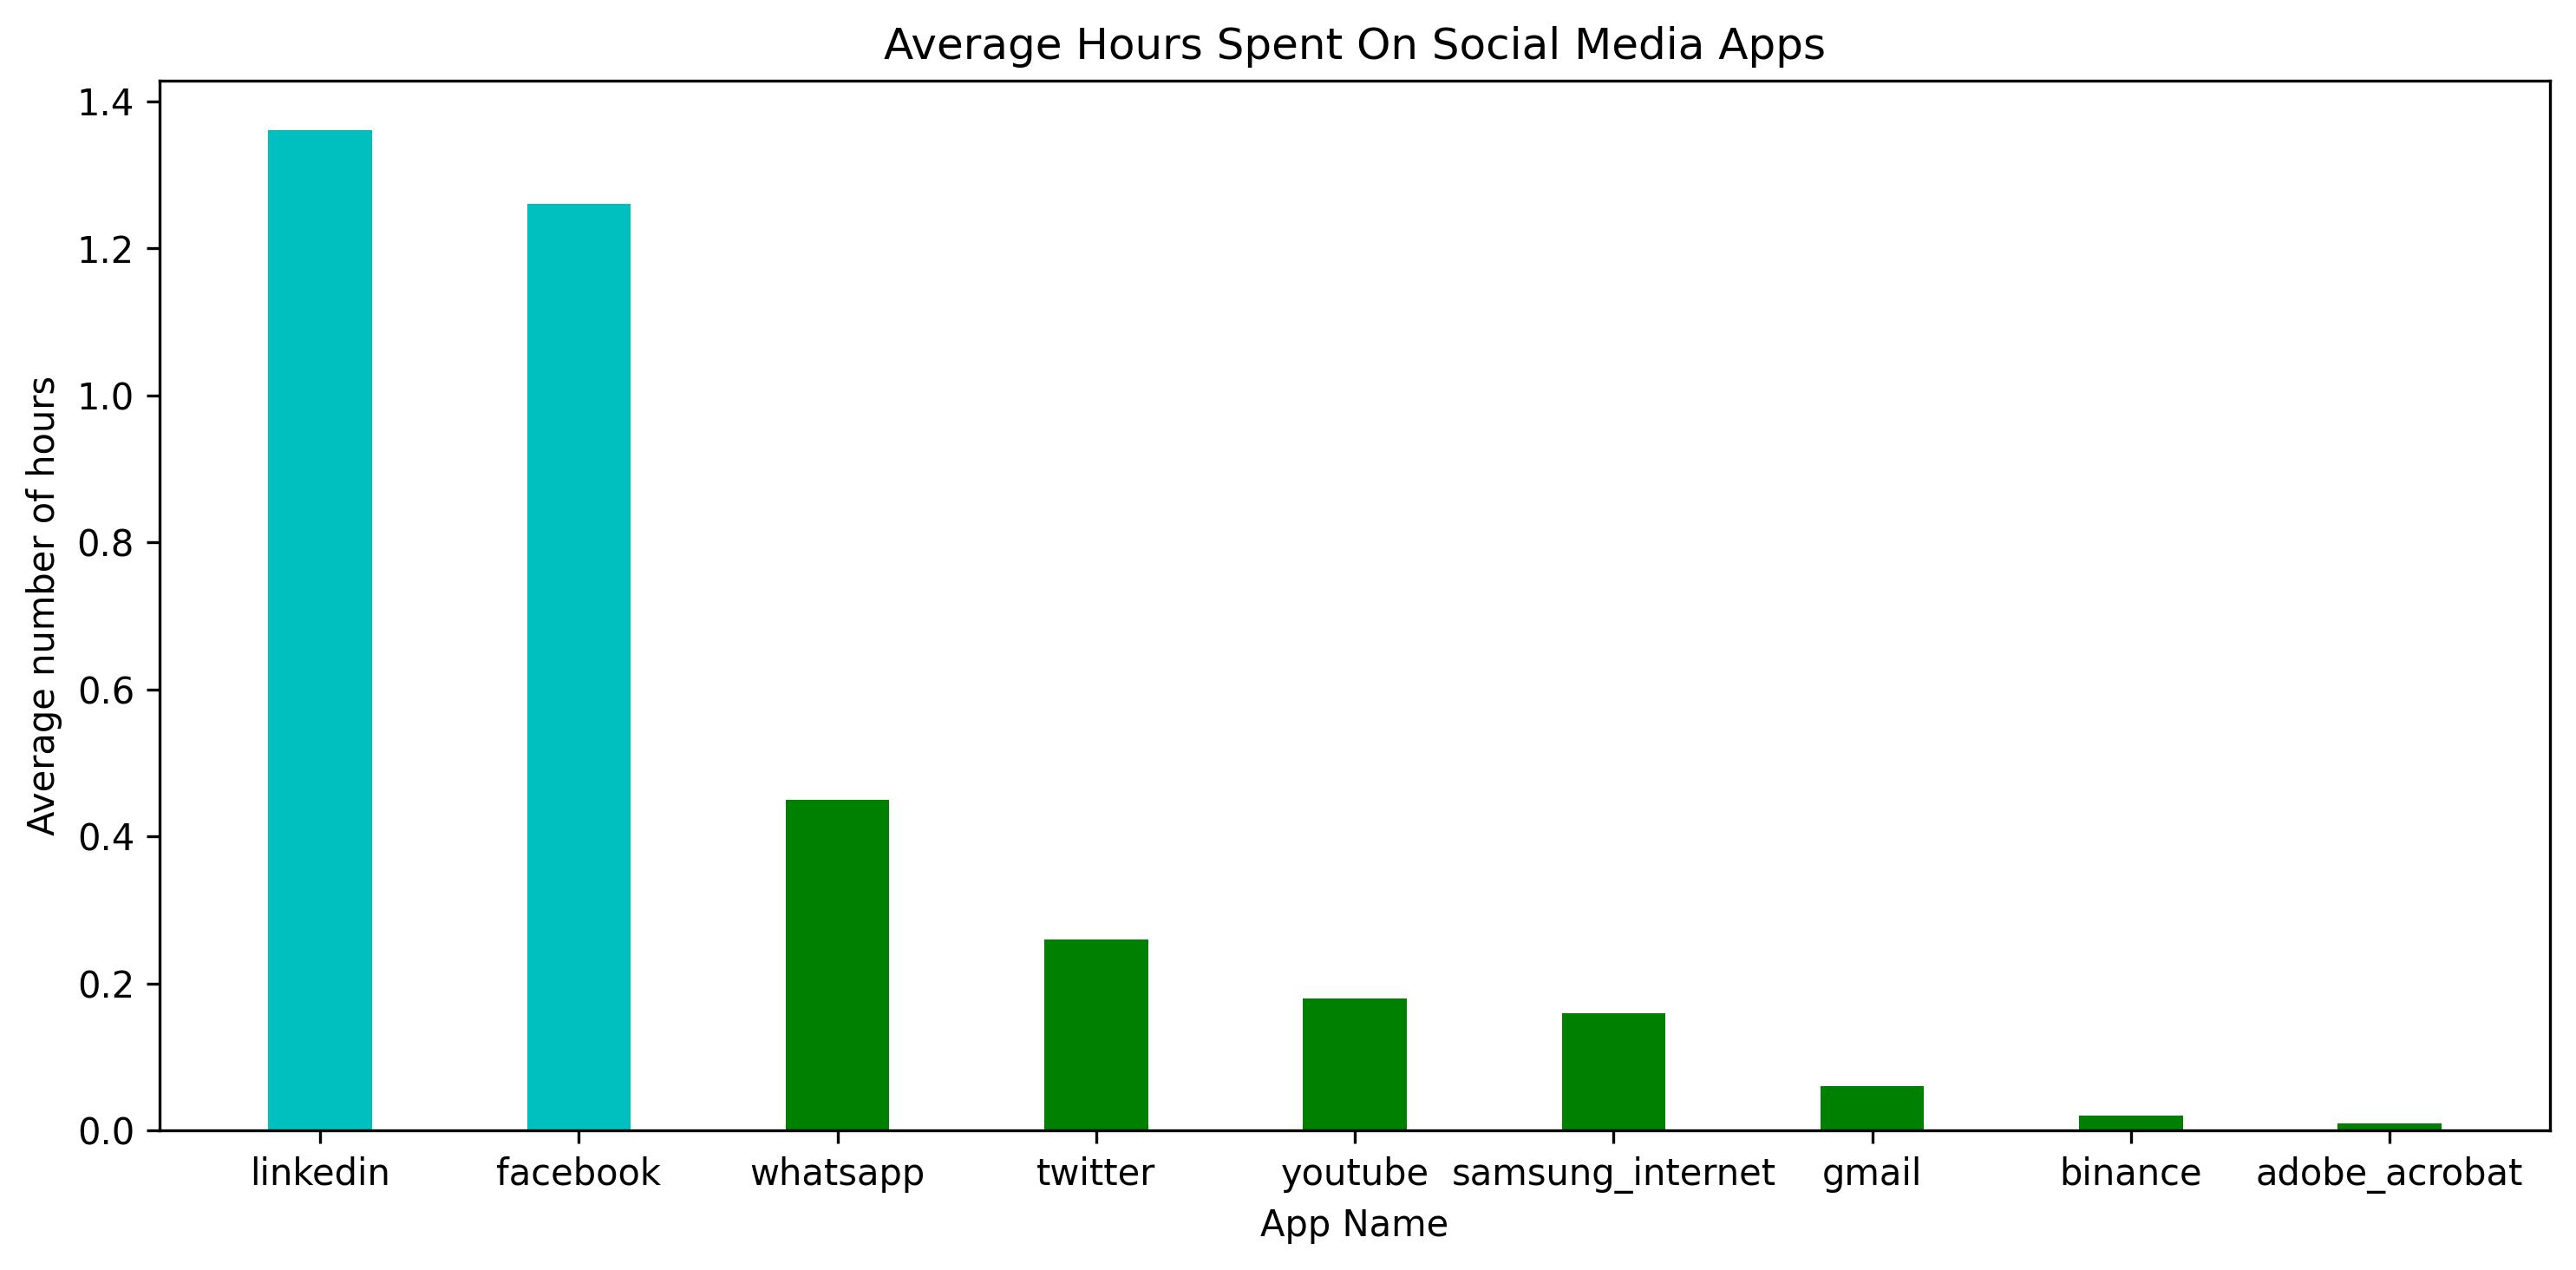 Average Hours Spent On Social Media Apps
1.4
1.2
1.0
0.8
0.6
0.4
0.2
0.0
Average number of hours
linkedin facebook whatsapp twitter youtube samsung_internet gmail binance adobe_acrobat
App Name